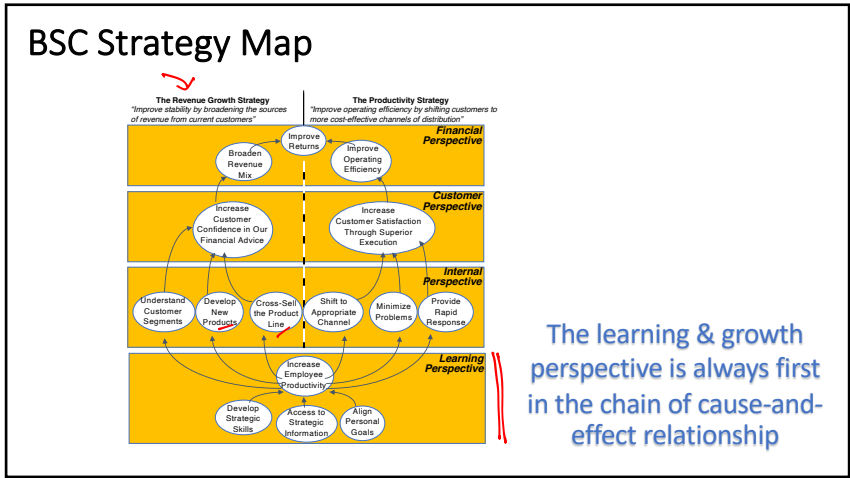 BSC Strategy Map
The Revenue Growth Strategy
"Improve stability by broadening the sources
of revenue from current customers"
The Productivity Strategy
"Improve operating efficiency by shifting customers to
more cost-effective channels of distribution"
Financial
Perspective
Improve
Returns
Broaden
Revenue
Mix
Improve
Operating
Efficiency
Customer
Perspective
Increase
Customer
Confidence in Our
Financial Advice
Increase
Customer Satisfaction
Through Superior
Execution
Internal
Perspective
Understand
Customer
Segments
Develop
New
Products
Cross-Sell
the Product
Line
Shift to
Appropriate
Channel
Minimize
Problems
Provide
Rapid
Response
Learning
Perspective
Increase
Employee
Productivity
Develop
Strategic
Skills
Access to
Strategic
Information
Align
Personal
Goals
The learning & growth
perspective is always first
in the chain of cause-and-
effect relationship